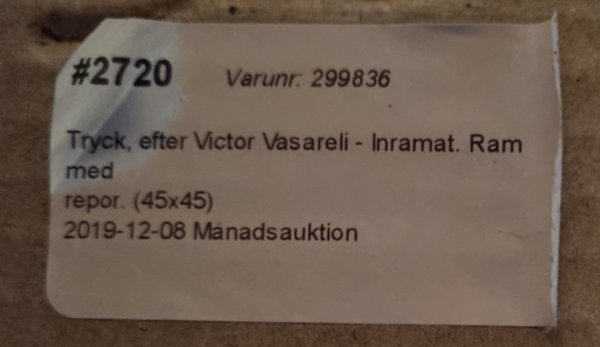 #2720 Varunr: 299836
Tryck, efter Victor Vasareli - Inramat. Ram
med
repor. (45x45)
2019-12-08 Månadsauktion